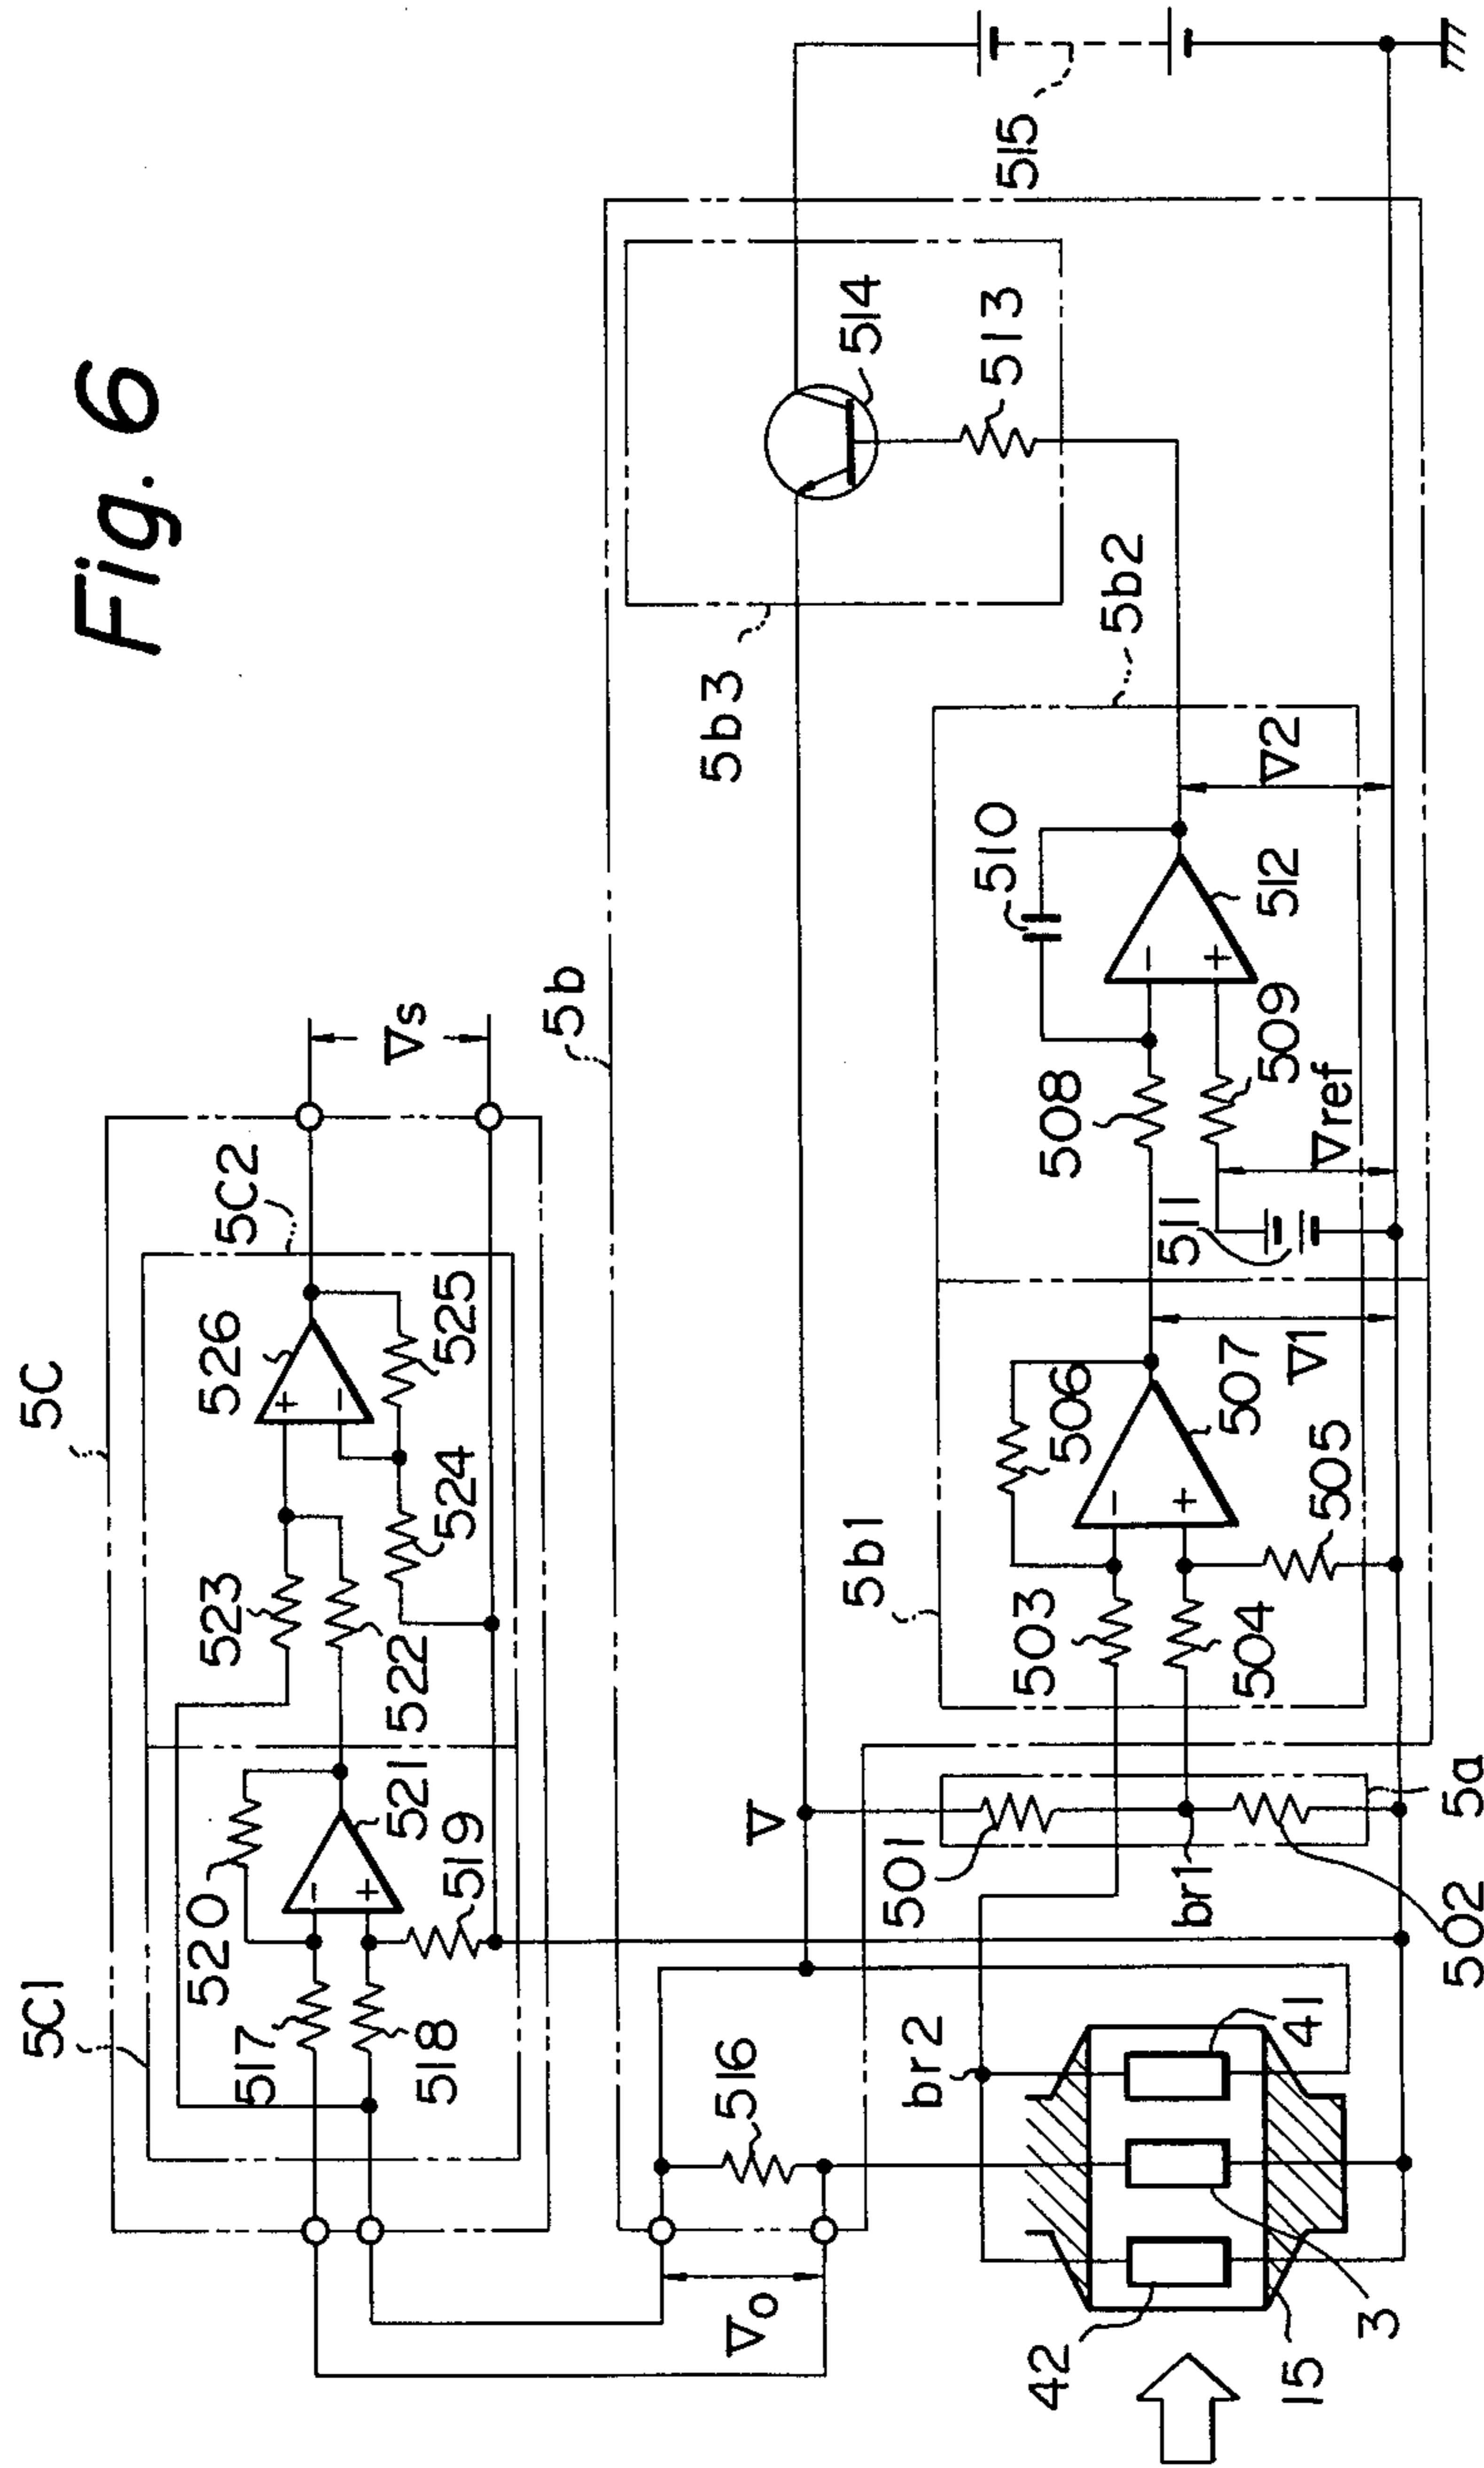 Fig. 6
5C
5C1
5C2
526
523
525
522
524
520
521
517
519
518
+
−
−
+
Vs
5b
5b3
514
513
515
5b2
V
Vo
516
510
508
512
509
−
+
V2
Vref
511
5b1
506
503
507
504
505
−
+
V1
501
br1
502
5a
br2
41
42
15
3